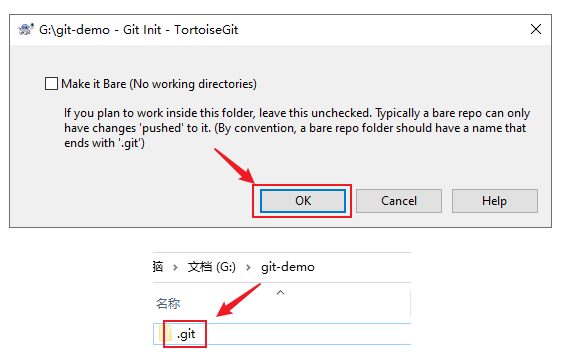 G:\git-demo - Git Init - TortoiseGit
Make it Bare (No working directories)
If you plan to work inside this folder, leave this unchecked. Typically a bare repo can only
have changes 'pushed' to it. (By convention, a bare repo folder should have a name that
ends with '.git')
OK Cancel Help
脑 > 文档 (G:) > git-demo
名称
.git